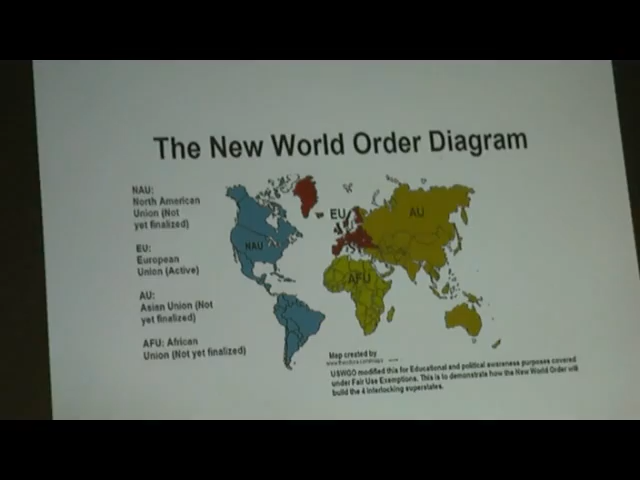 The New World Order Diagram
NAU:
North American
Union (Not
yet finalized)
EU:
European
Union (Active)
AU:
Asian Union (Not
yet finalized)
AFU: African
Union (Not yet finalized)
NAU
EU
AU
AFU
Map created by
USWGO modified this for Educational and political awareness purposes covered
under Fair Use Exemptions. This is to demonstrate how the New World Order will
build the 4 interlocking superstates.